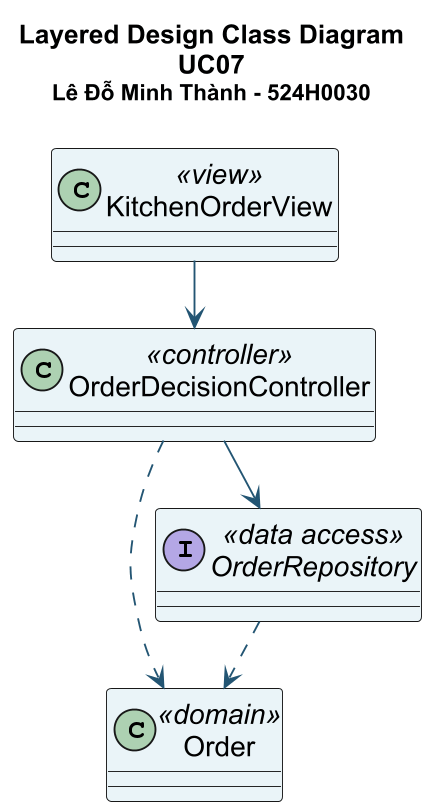 Layered Design Class Diagram
UC07
Lê Đỗ Minh Thành - 524H0030
C
«view»
KitchenOrderView
C
«controller»
OrderDecisionController
I
«data access»
OrderRepository
C
«domain»
Order